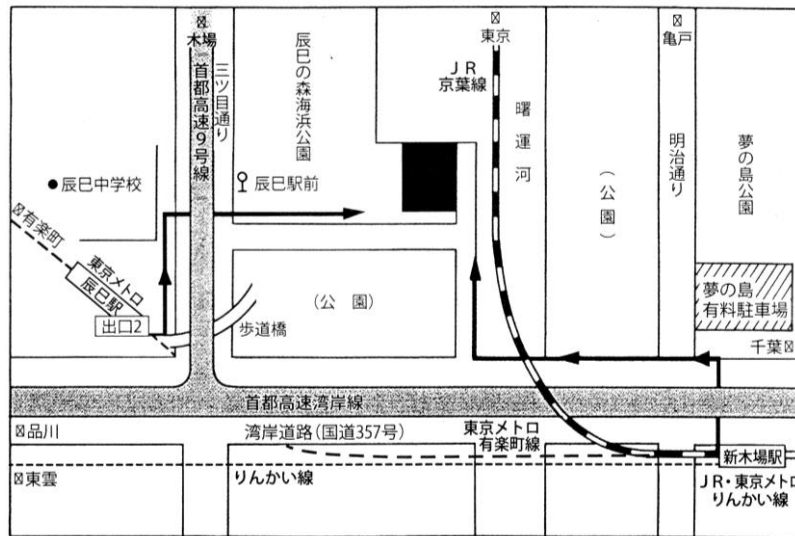 木場
首都高速9号線
三ツ目通り
辰巳の森海浜公園
東京
JR
京葉線
曙運河
(公園)
亀戸
明治通り
夢の島公園
辰巳中学校
辰巳駅前
有楽町
東京メトロ
辰巳駅
出口2
歩道橋
(公園)
夢の島
有料駐車場
千葉
首都高速湾岸線
品川
湾岸道路(国道357号)
東京メトロ
有楽町線
新木場駅
東雲
りんかい線
JR・東京メトロ
りんかい線